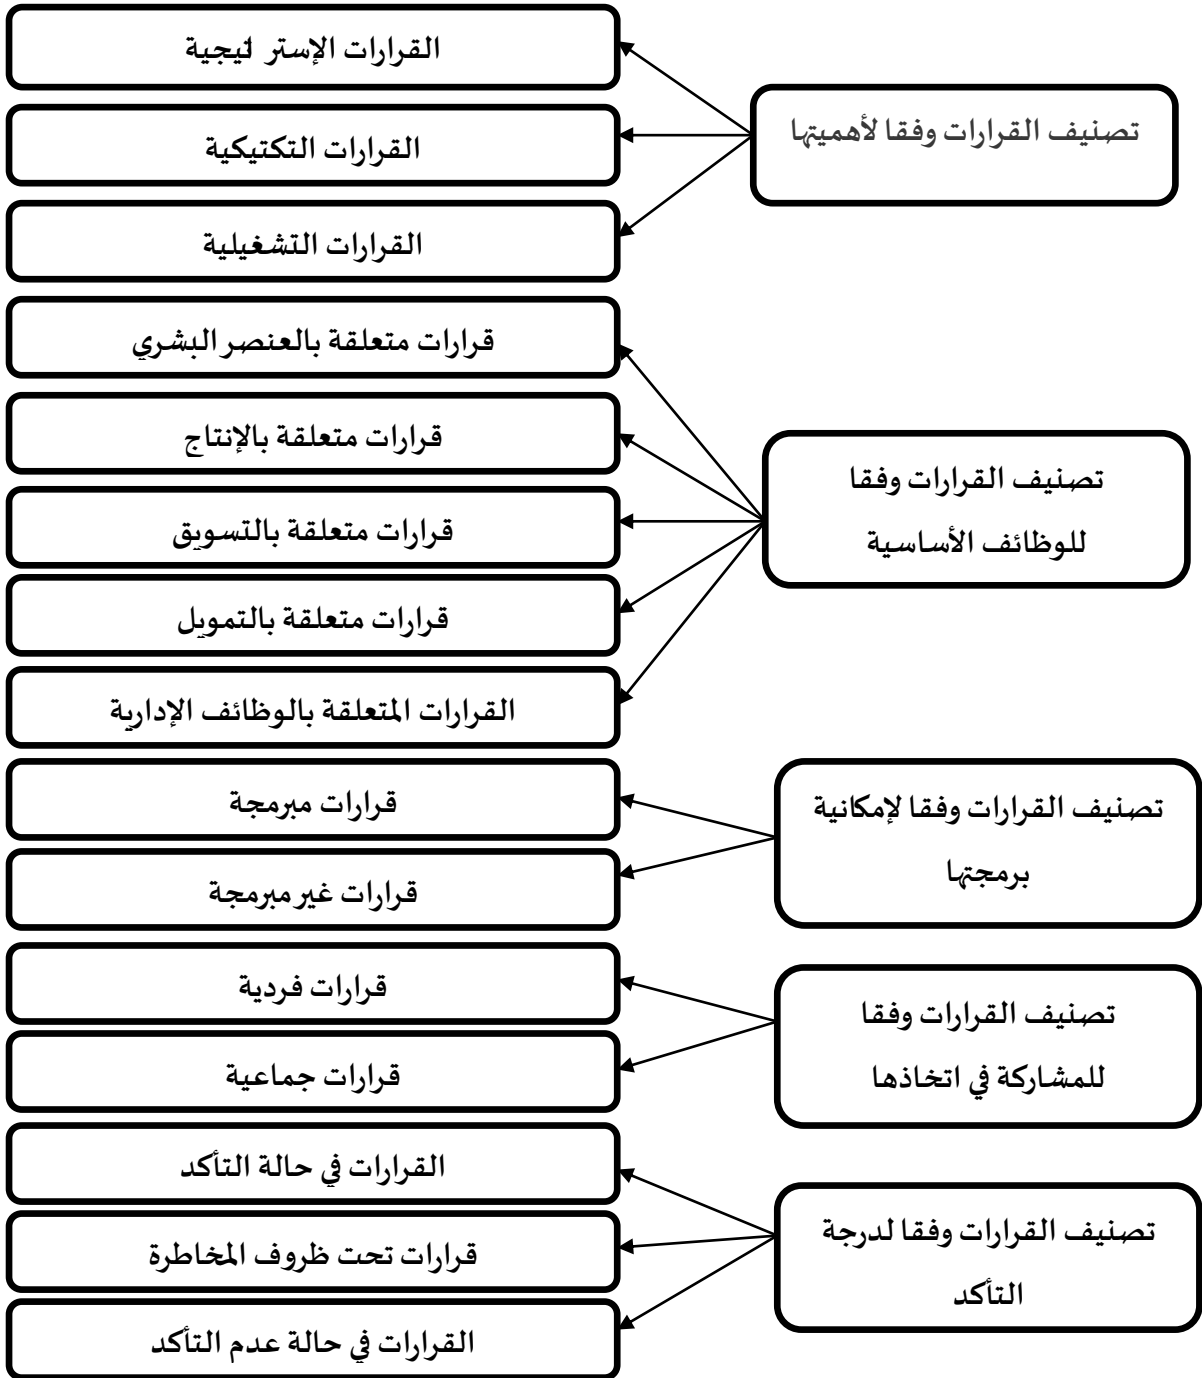 تصنيف القرارات وفقا لأهميتها
القرارات الإستر اتيجية
القرارات التكتيكية
القرارات التشغيلية
تصنيف القرارات وفقا
للوظائف الأساسية
قرارات متعلقة بالعنصر البشري
قرارات متعلقة بالإنتاج
قرارات متعلقة بالتسويق
قرارات متعلقة بالتمويل
القرارات المتعلقة بالوظائف الإدارية
تصنيف القرارات وفقا لإمكانية
برمجتها
قرارات مبرمجة
قرارات غير مبرمجة
تصنيف القرارات وفقا
للمشاركة في اتخاذها
قرارات فردية
قرارات جماعية
تصنيف القرارات وفقا لدرجة
التأكد
القرارات في حالة التأكد
قرارات تحت ظروف المخاطرة
القرارات في حالة عدم التأكد